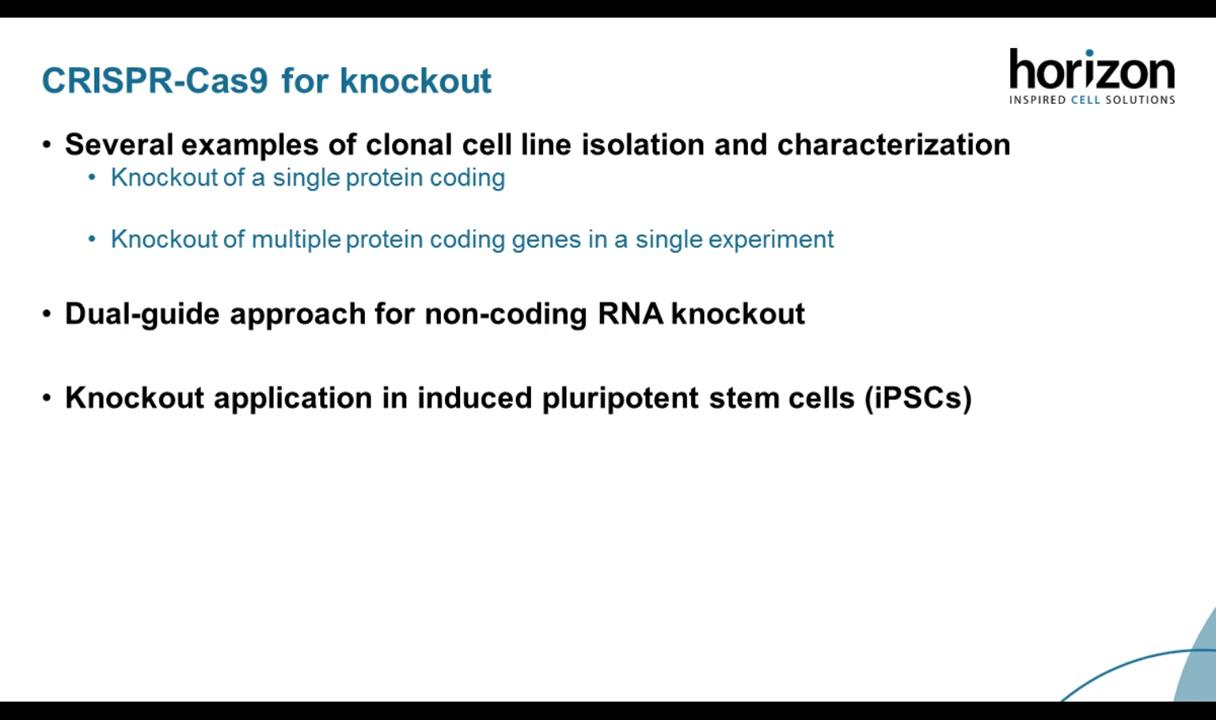 CRISPR-Cas9 for knockout
horizon
INSPIRED CELL SOLUTIONS
• Several examples of clonal cell line isolation and characterization
• Knockout of a single protein coding
• Knockout of multiple protein coding genes in a single experiment
• Dual-guide approach for non-coding RNA knockout
• Knockout application in induced pluripotent stem cells (iPSCs)